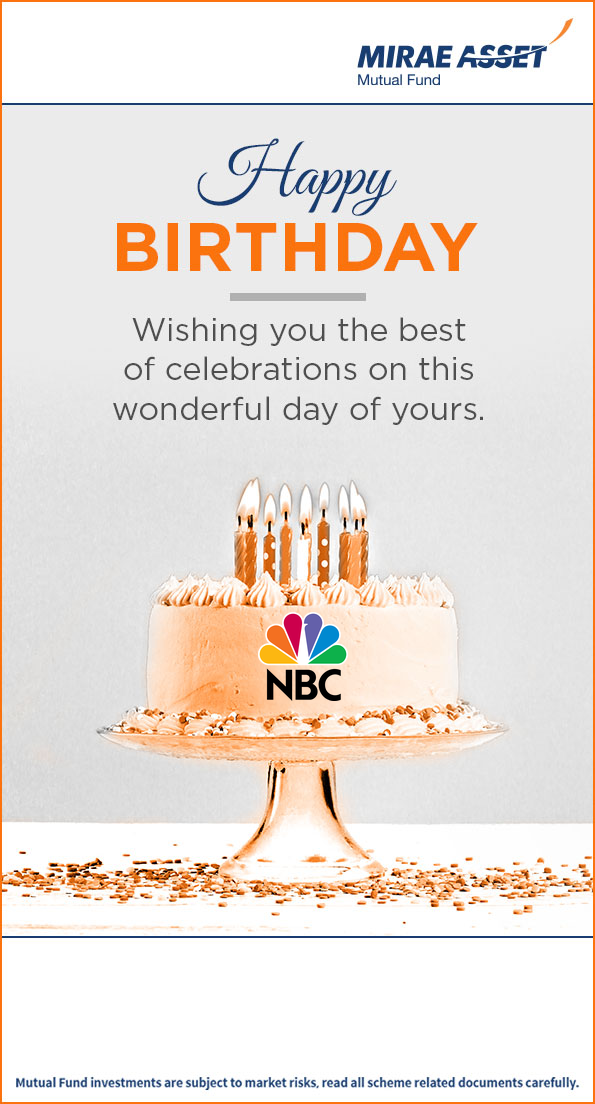 MIRAE ASSET
Mutual Fund
Happy
BIRTHDAY
Wishing you the best
of celebrations on this
wonderful day of yours.
NBC
Mutual Fund investments are subject to market risks, read all scheme related documents carefully.